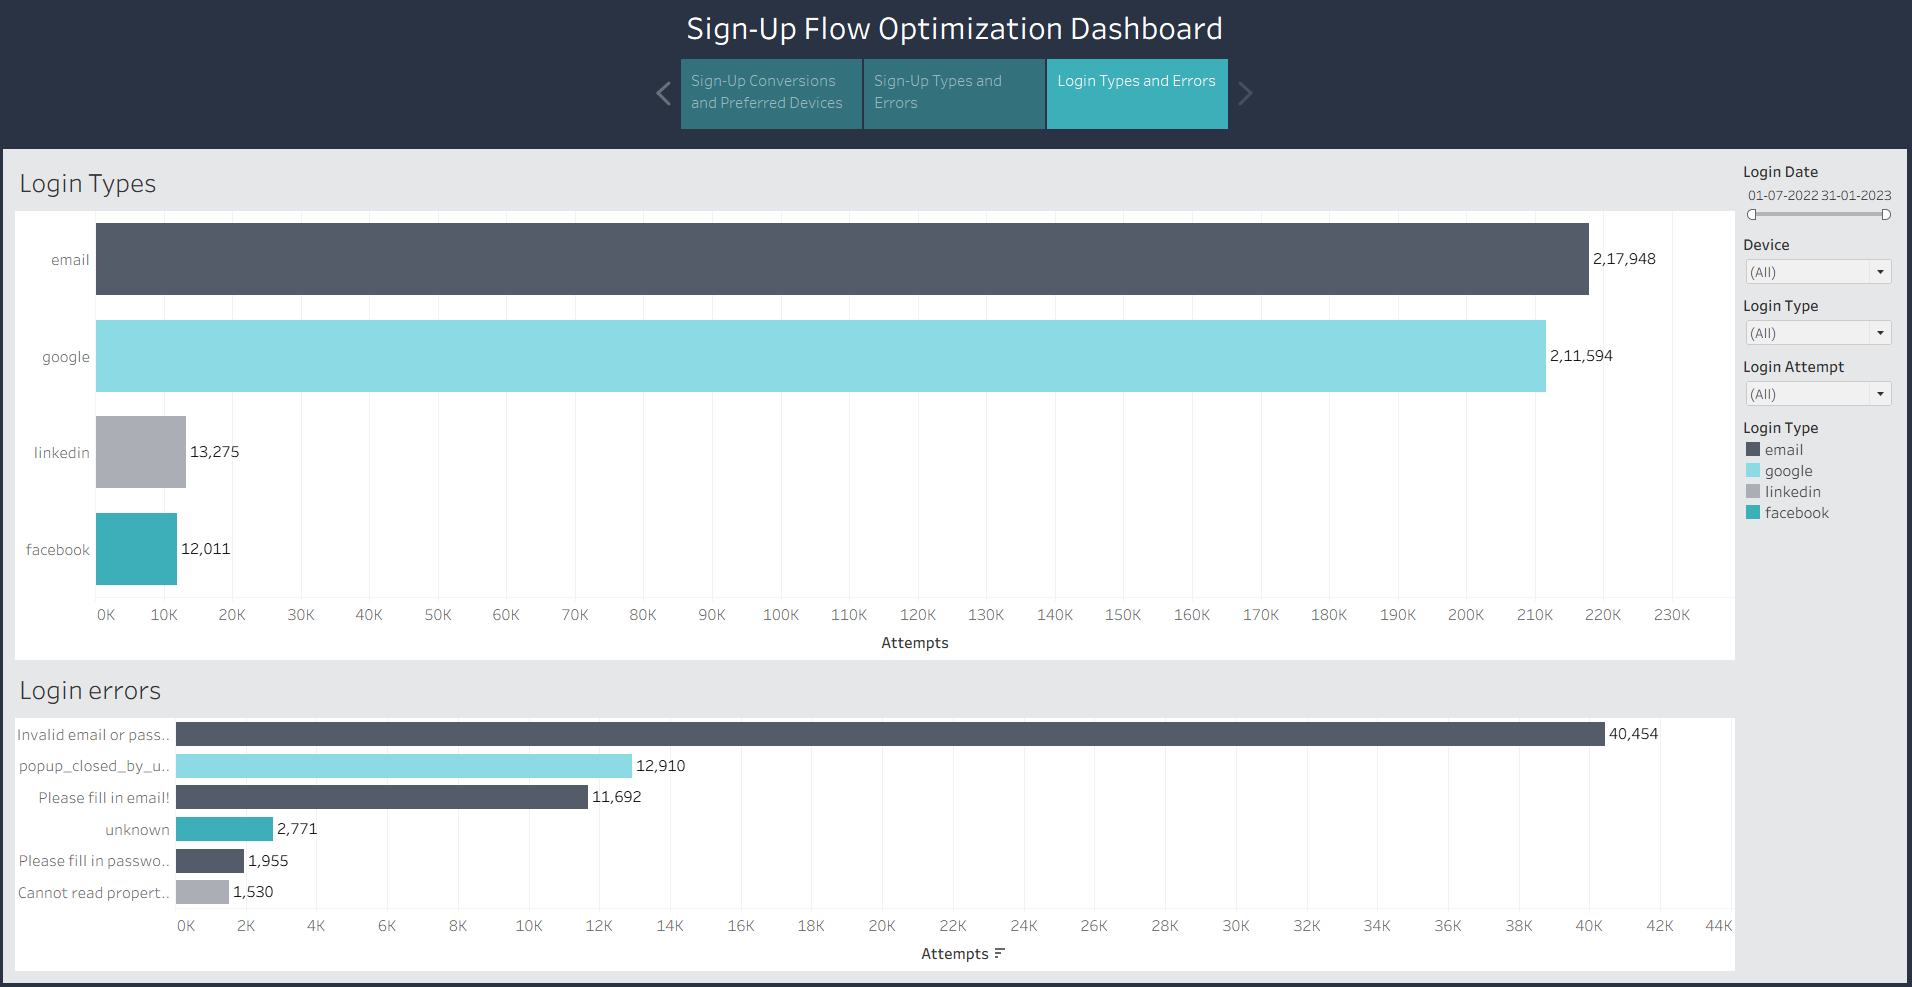 Sign-Up Flow Optimization Dashboard
Sign-Up Conversions
and Preferred Devices
Sign-Up Types and
Errors
Login Types and Errors
Login Types
email
2,17,948
google
2,11,594
linkedin
13,275
facebook
12,011
0K 10K 20K 30K 40K 50K 60K 70K 80K 90K 100K 110K 120K 130K 140K 150K 160K 170K 180K 190K 200K 210K 220K 230K
Attempts
Login errors
Invalid email or pass..
40,454
popup_closed_by_u..
12,910
Please fill in email!
11,692
unknown
2,771
Please fill in passwo..
1,955
Cannot read propert..
1,530
0K 2K 4K 6K 8K 10K 12K 14K 16K 18K 20K 22K 24K 26K 28K 30K 32K 34K 36K 38K 40K 42K 44K
Attempts
Login Date
01-07-2022 31-01-2023
Device
(All)
Login Type
(All)
Login Attempt
(All)
Login Type
email
google
linkedin
facebook